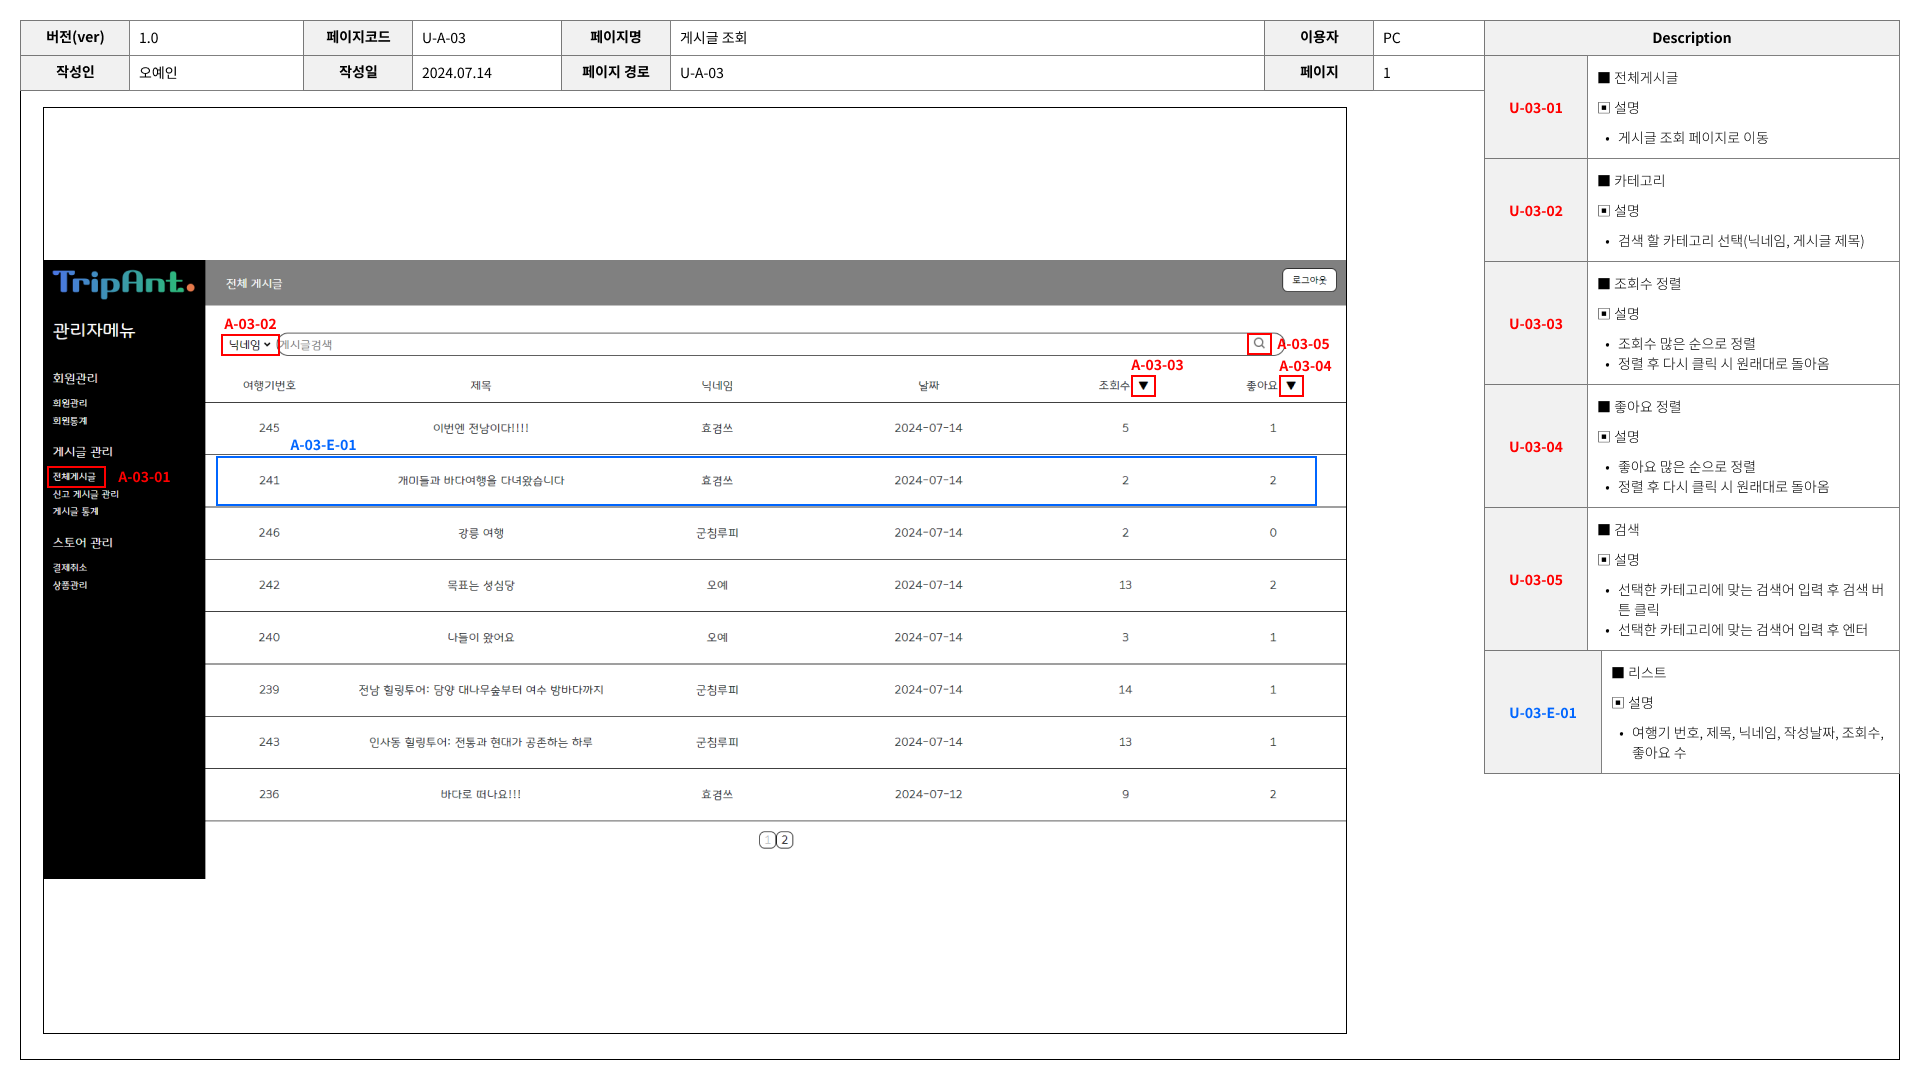 버전(ver) 1.0 페이지코드 U-A-03 페이지명 게시글 조회 이용자 PC
작성인 오예인 작성일 2024.07.14 페이지 경로 U-A-03 페이지 1
TripAnt.
관리자메뉴
회원관리
회원관리
회원통계
게시글 관리
전체게시글 A-03-01
신고 게시글 관리
게시글 통계
스토어 관리
결제취소
상품관리
전체 게시글 로그아웃
A-03-02
닉네임 게시글검색 A-03-05
A-03-03 A-03-04
여행기번호 제목 닉네임 날짜 조회수 ▼ 좋아요 ▼
245 이번엔 전남이다!!!! 효겸쓰 2024-07-14 5 1
A-03-E-01
241 개미들과 바다여행을 다녀왔습니다 효겸쓰 2024-07-14 2 2
246 강릉 여행 군침루피 2024-07-14 2 0
242 목표는 성심당 오예 2024-07-14 13 2
240 나들이 왔어요 오예 2024-07-14 3 1
239 전남 힐링투어: 담양 대나무숲부터 여수 밤바다까지 군침루피 2024-07-14 14 1
243 인사동 힐링투어: 전통과 현대가 공존하는 하루 군침루피 2024-07-14 13 1
236 바다로 떠나요!!! 효겸쓰 2024-07-12 9 2
1 2
Description
U-03-01
■ 전체게시글
▣ 설명
• 게시글 조회 페이지로 이동
U-03-02
■ 카테고리
▣ 설명
• 검색 할 카테고리 선택(닉네임, 게시글 제목)
U-03-03
■ 조회수 정렬
▣ 설명
• 조회수 많은 순으로 정렬
• 정렬 후 다시 클릭 시 원래대로 돌아옴
U-03-04
■ 좋아요 정렬
▣ 설명
• 좋아요 많은 순으로 정렬
• 정렬 후 다시 클릭 시 원래대로 돌아옴
U-03-05
■ 검색
▣ 설명
• 선택한 카테고리에 맞는 검색어 입력 후 검색 버
튼 클릭
• 선택한 카테고리에 맞는 검색어 입력 후 엔터
U-03-E-01
■ 리스트
▣ 설명
• 여행기 번호, 제목, 닉네임, 작성날짜, 조회수,
좋아요 수